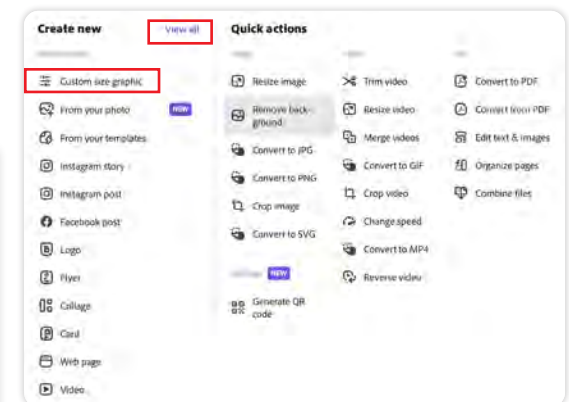 Create new
View all
Custom size graphic
From your photo NEW
From your templates
Instagram story
Instagram post
Facebook post
Logo
Flyer
Collage
Card
Web page
Video
Quick actions
Resize image
Remove back-
ground
Convert to JPG
Convert to PNG
Crop image
Convert to SVG
NEW
Generate QR
code
Trim video
Resize video
Merge videos
Convert to GIF
Crop video
Change speed
Convert to MP4
Reverse video
Convert to PDF
Convert from PDF
Edit text & images
Organize pages
Combine files